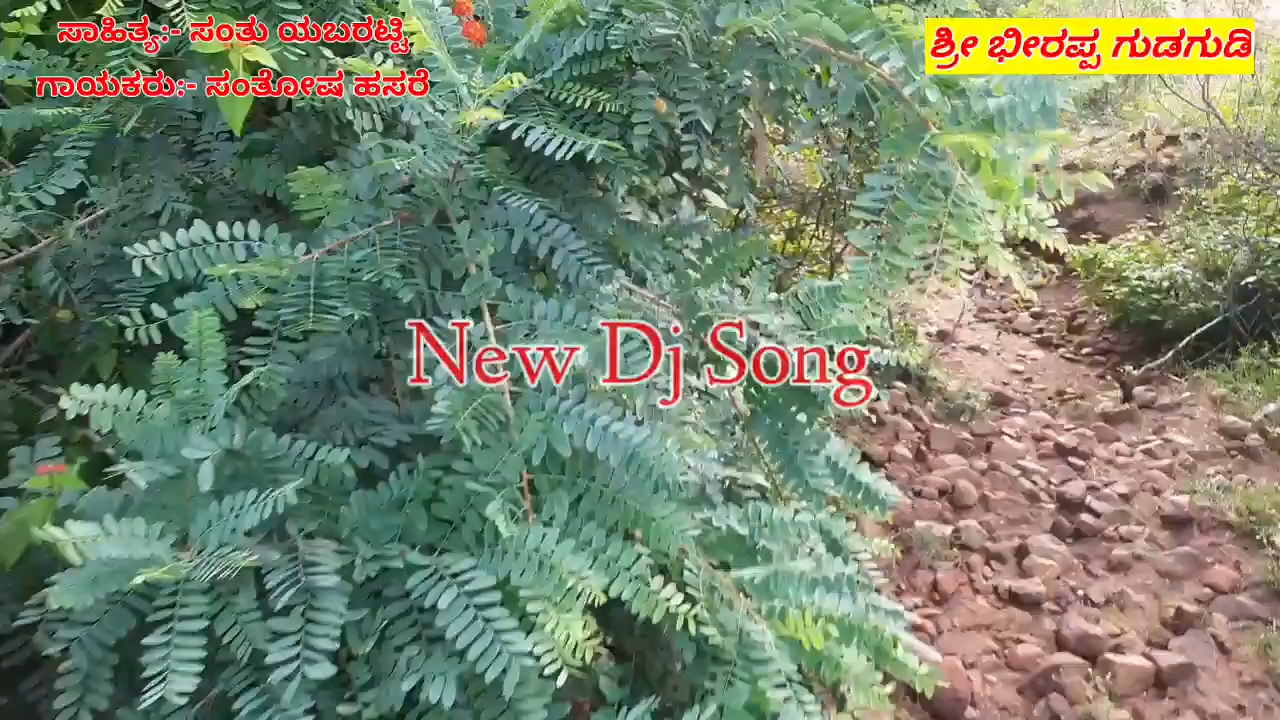 ಸಾಹಿತ್ಯ:- ಸಂತು ಯಬರಟ್ಟಿ
ಗಾಯಕರು:- ಸಂತೋಷ ಹಸರೆ
ಶ್ರೀ ಭೀರಪ್ಪ ಗುಡಗುಡಿ
New Dj Song